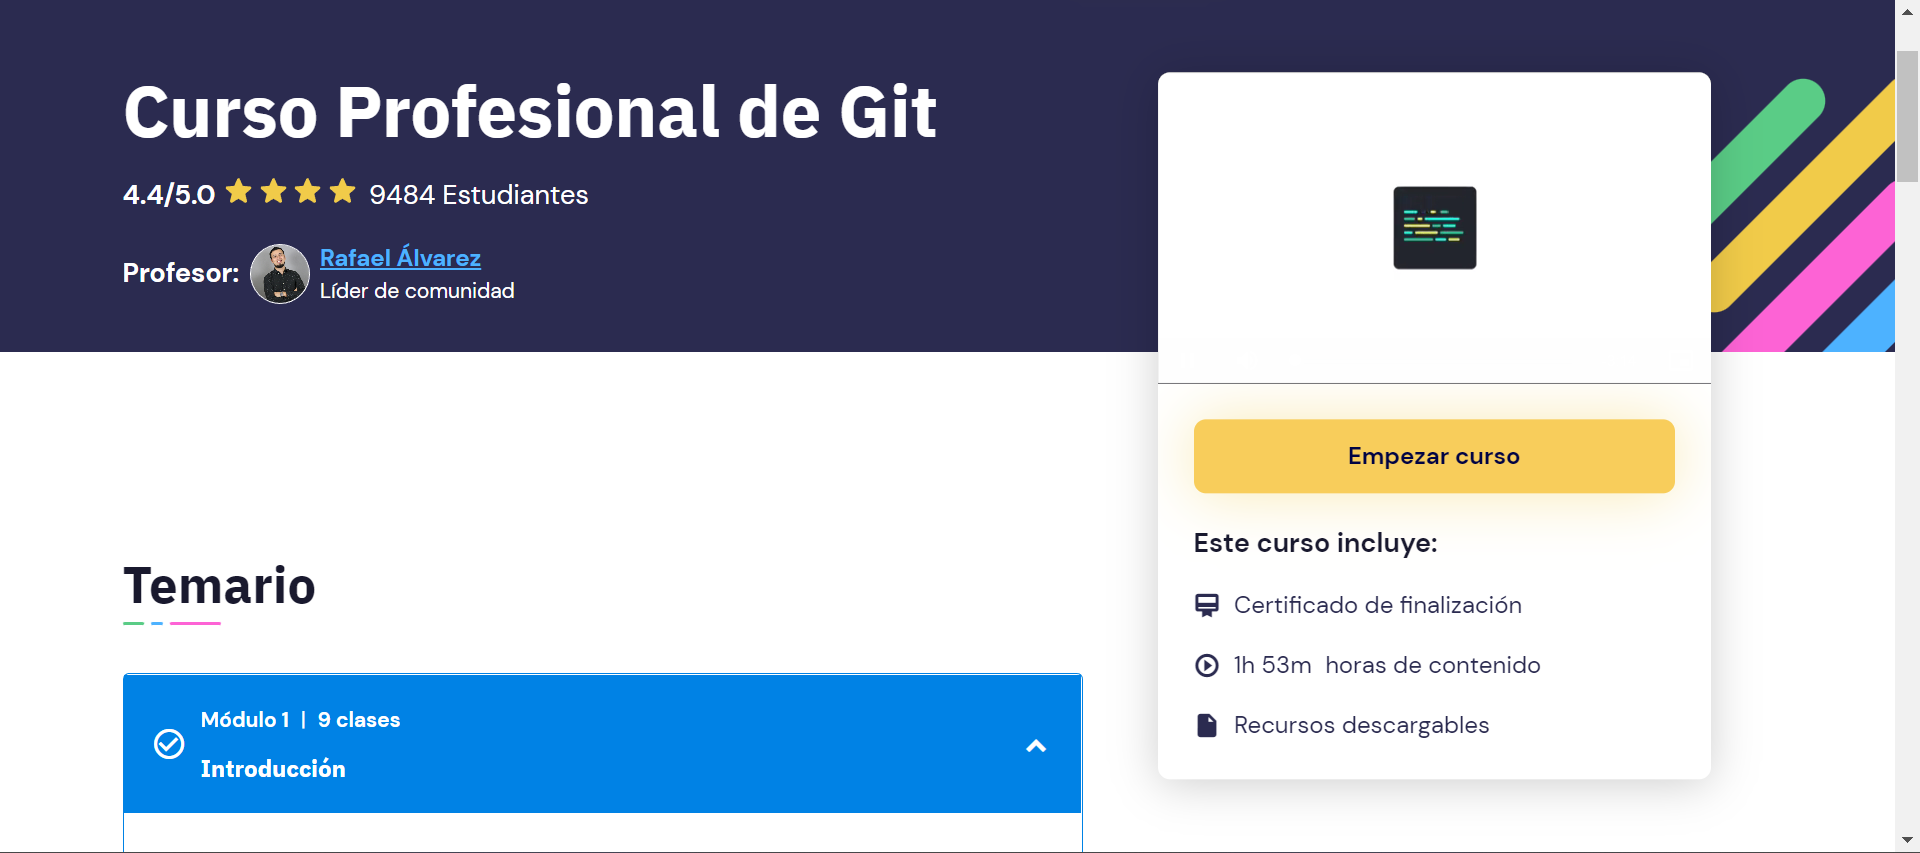 Curso Profesional de Git
4.4/5.0 9484 Estudiantes
Profesor:
Rafael Álvarez
Líder de comunidad
Empezar curso
Este curso incluye:
Certificado de finalización
1h 53m  horas de contenido
Recursos descargables
Temario
Módulo 1 | 9 clases
Introducción